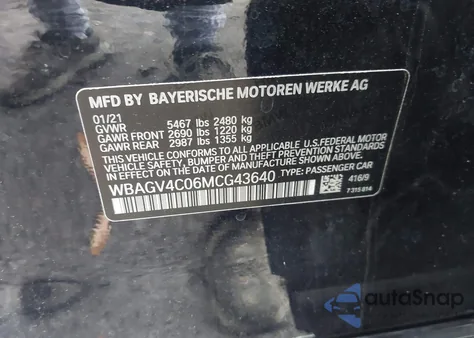 MFD BY BAYERISCHE MOTOREN WERKE AG
01/21
GVWR 5467 lbs 2480 kg
GAWR FRONT 2690 lbs 1220 kg
GAWR REAR 2987 lbs 1355 kg
THIS VEHICLE CONFORMS TO ALL APPLICABLE U.S. FEDERAL MOTOR
VEHICLE SAFETY, BUMPER, AND THEFT PREVENTION STANDARDS
IN EFFECT ON THE DATE OF MANUFACTURE SHOWN ABOVE.
WBAGV4C06MCG43640 TYPE: PASSENGER CAR
416/9
7 315 814
autoSnap